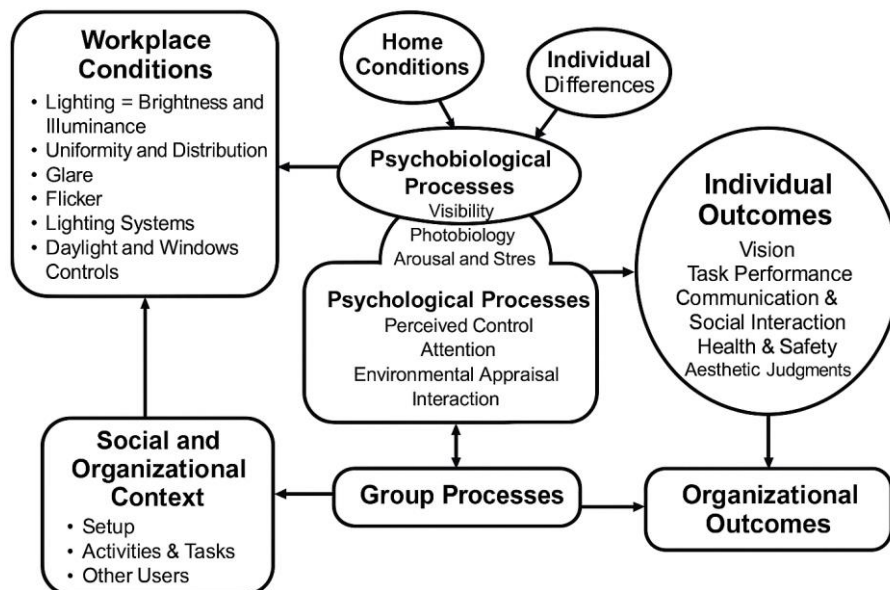 Workplace
Conditions
• Lighting = Brightness and
Illuminance
• Uniformity and Distribution
• Glare
• Flicker
• Lighting Systems
• Daylight and Windows
Controls
Home
Conditions
Individual
Differences
Psychobiological
Processes
Visibility
Photobiology
Arousal and Stres
Psychological Processes
Perceived Control
Attention
Environmental Appraisal
Interaction
Individual
Outcomes
Vision
Task Performance
Communication &
Social Interaction
Health & Safety
Aesthetic Judgments
Social and
Organizational
Context
• Setup
• Activities & Tasks
• Other Users
Group Processes
Organizational
Outcomes